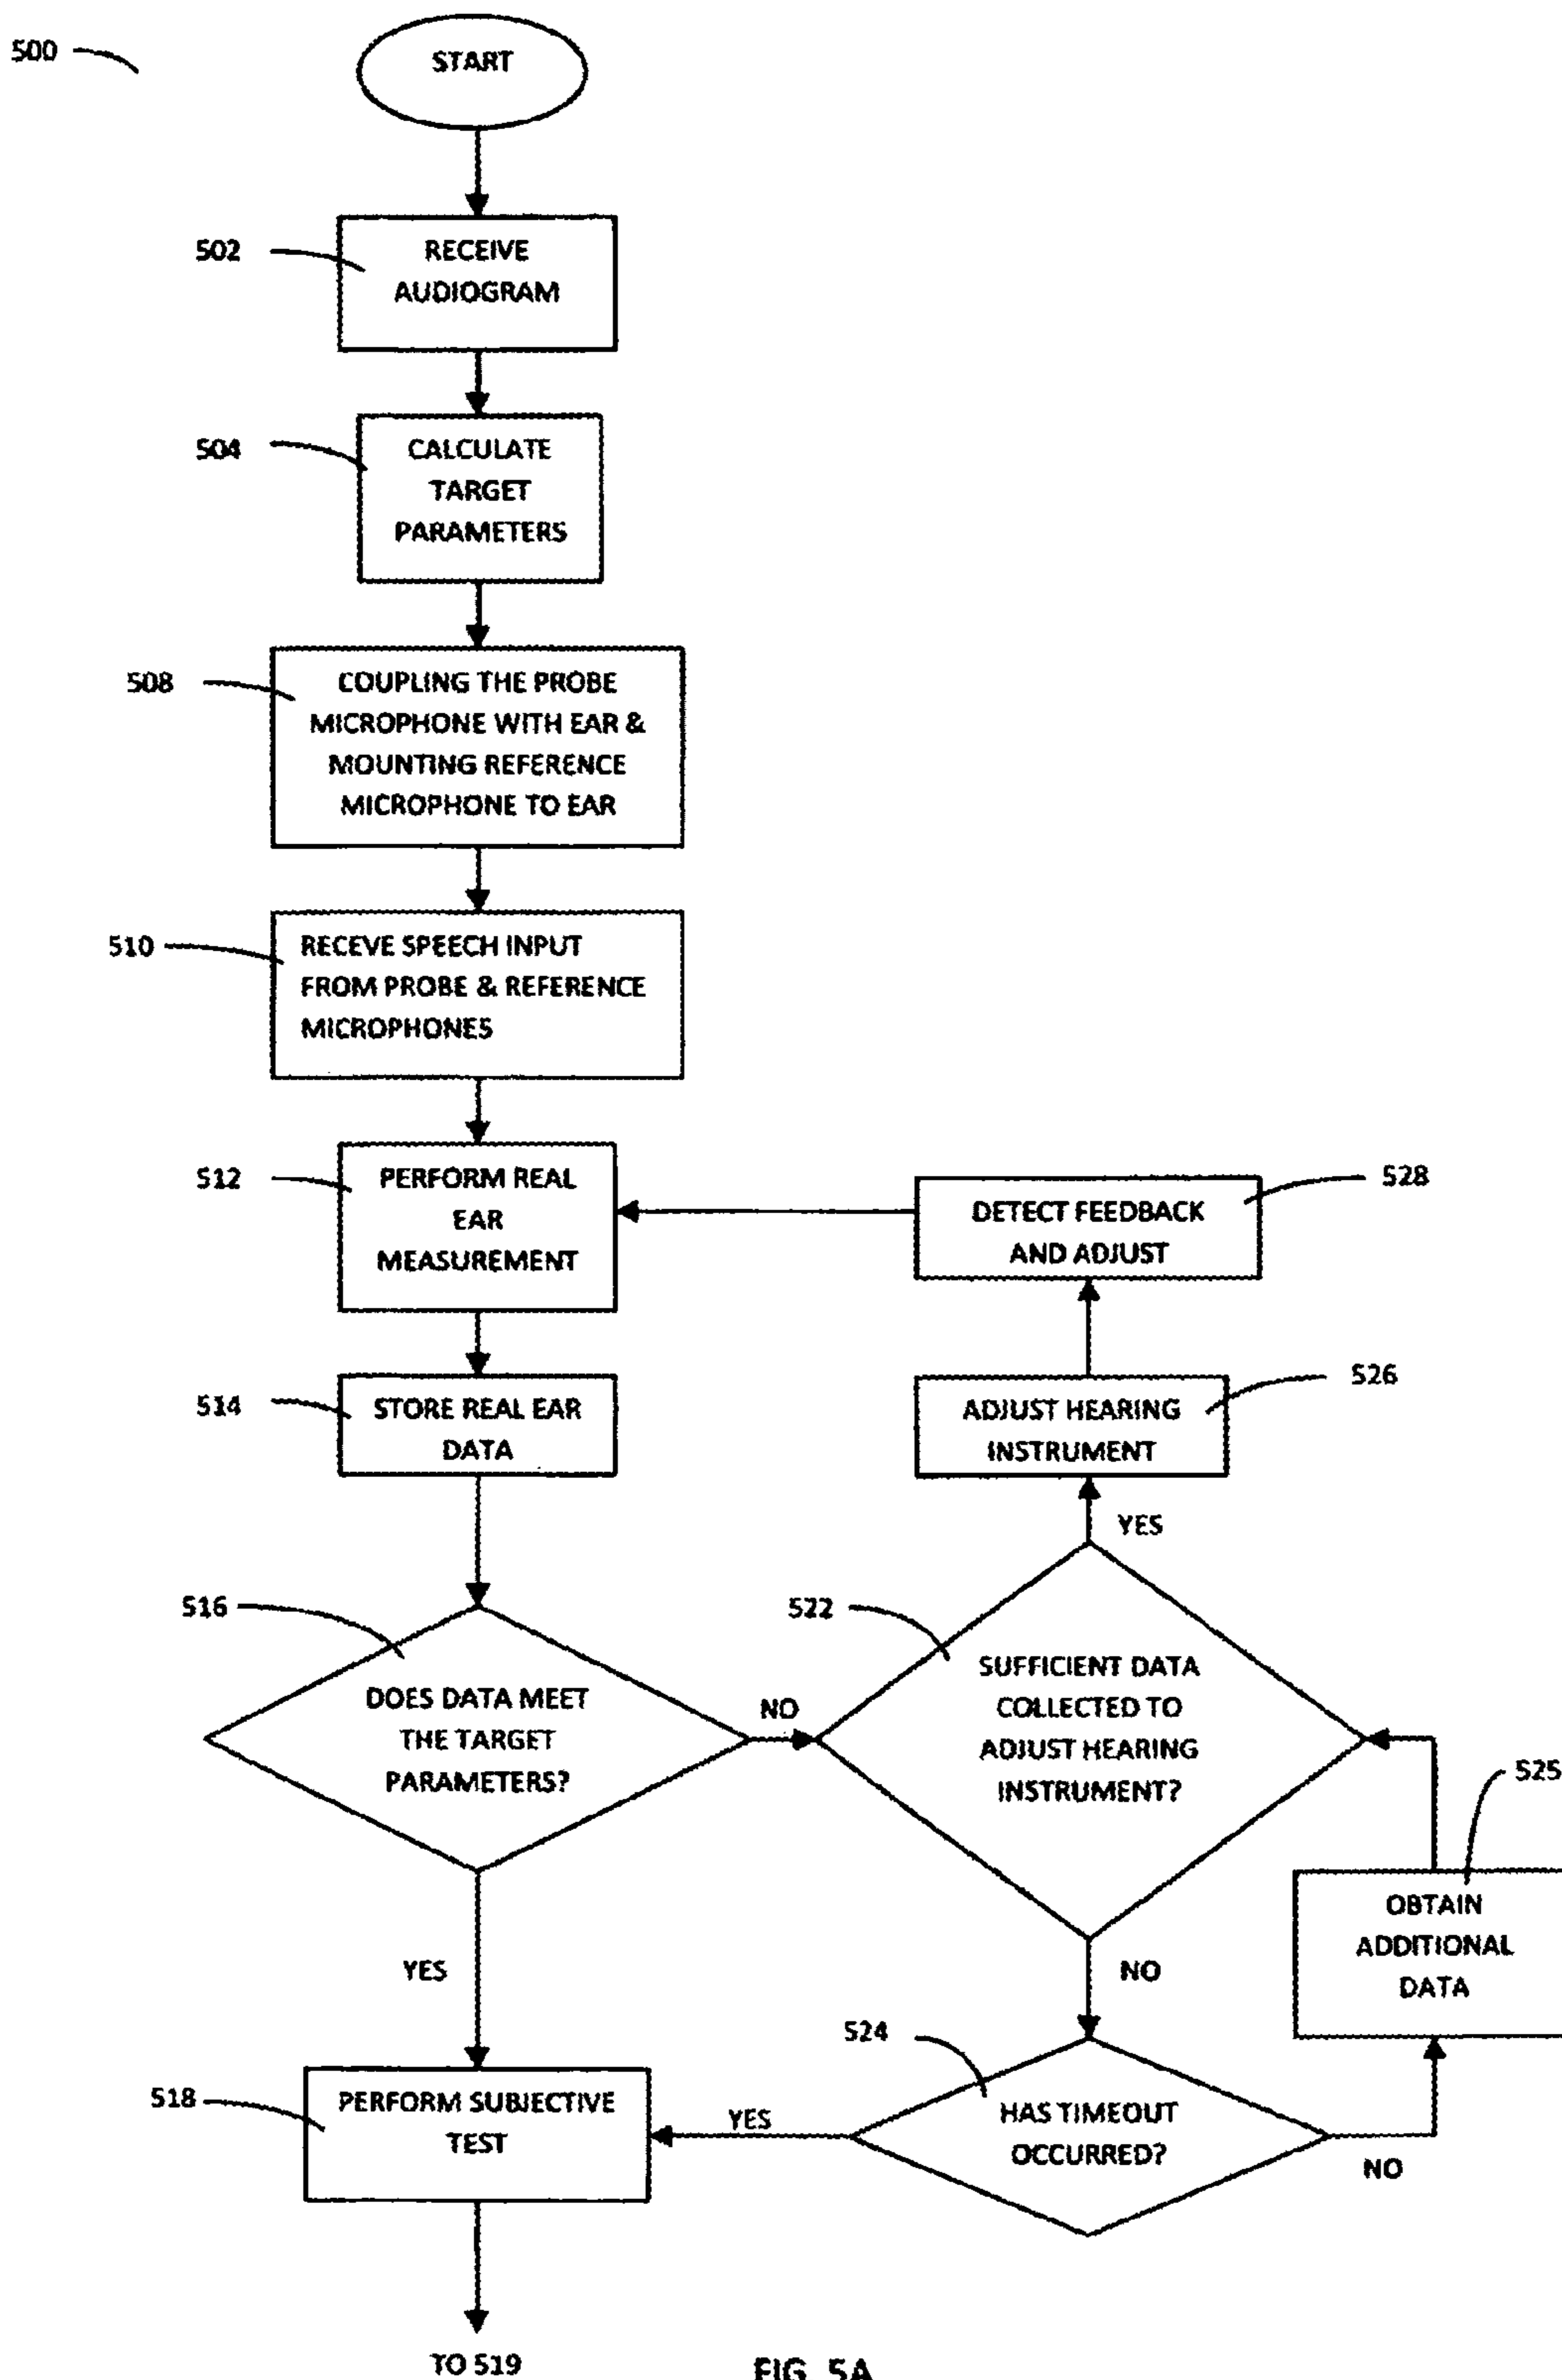 500
START
502
RECEIVE
AUDIOGRAM
504
CALCULATE
TARGET
PARAMETERS
508
COUPLING THE PROBE
MICROPHONE WITH EAR &
MOUNTING REFERENCE
MICROPHONE TO EAR
510
RECEVE SPEECH INPUT
FROM PROBE & REFERENCE
MICROPHONES
512
PERFORM REAL
EAR
MEASUREMENT
528
DETECT FEEDBACK
AND ADJUST
514
STORE REAL EAR
DATA
526
ADJUST HEARING
INSTRUMENT
YES
516
DOES DATA MEET
THE TARGET
PARAMETERS?
NO
522
SUFFICIENT DATA
COLLECTED TO
ADJUST HEARING
INSTRUMENT?
525
OBTAIN
ADDITIONAL
DATA
YES
NO
524
HAS TIMEOUT
OCCURRED?
YES
NO
518
PERFORM SUBJECTIVE
TEST
TO 519
FIG. 5A